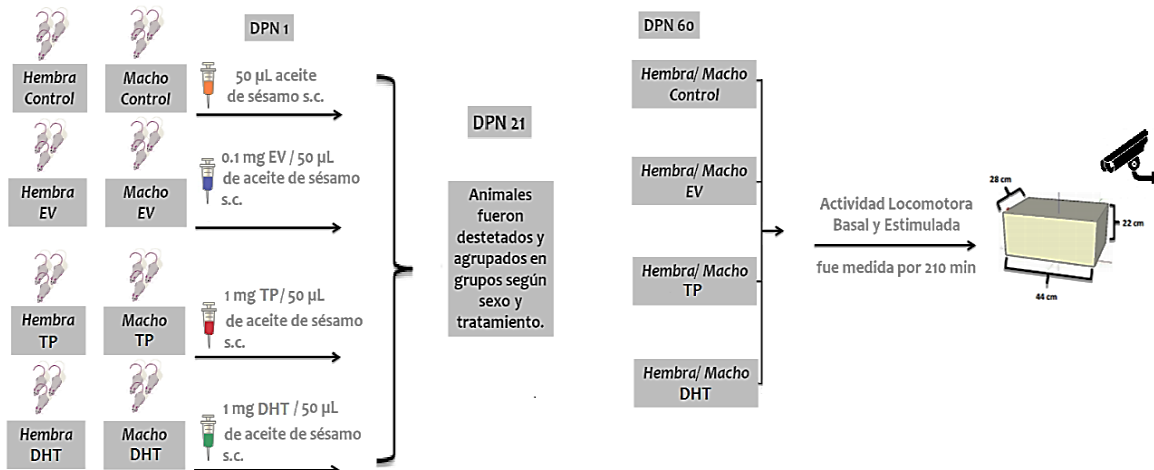 DPN 1
Hembra
Control
Macho
Control
50 µL aceite
de sésamo s.c.
Hembra
EV
Macho
EV
0.1 mg EV / 50 µL
de aceite de sésamo
s.c.
Hembra
TP
Macho
TP
1 mg TP/ 50 µL
de aceite de sésamo
s.c.
Hembra
DHT
Macho
DHT
1 mg DHT / 50 µL
de aceite de sésamo
s.c.
DPN 21
Animales
fueron
destetados y
agrupados en
grupos según
sexo y
tratamiento.
DPN 60
Hembra/ Macho
Control
Hembra/ Macho
EV
Hembra/ Macho
TP
Hembra/ Macho
DHT
Actividad Locomotora
Basal y Estimulada
fue medida por 210 min
28 cm
22 cm
44 cm